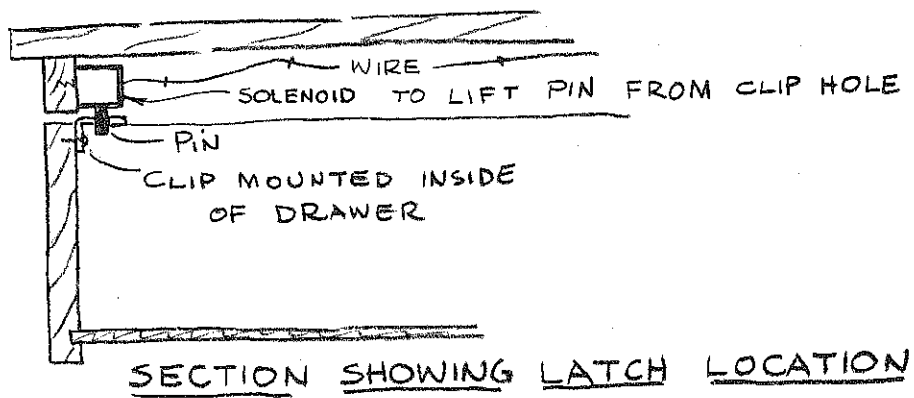 WIRE
SOLENOID TO LIFT PIN FROM CLIP HOLE
PIN
CLIP MOUNTED INSIDE
OF DRAWER
SECTION SHOWING LATCH LOCATION